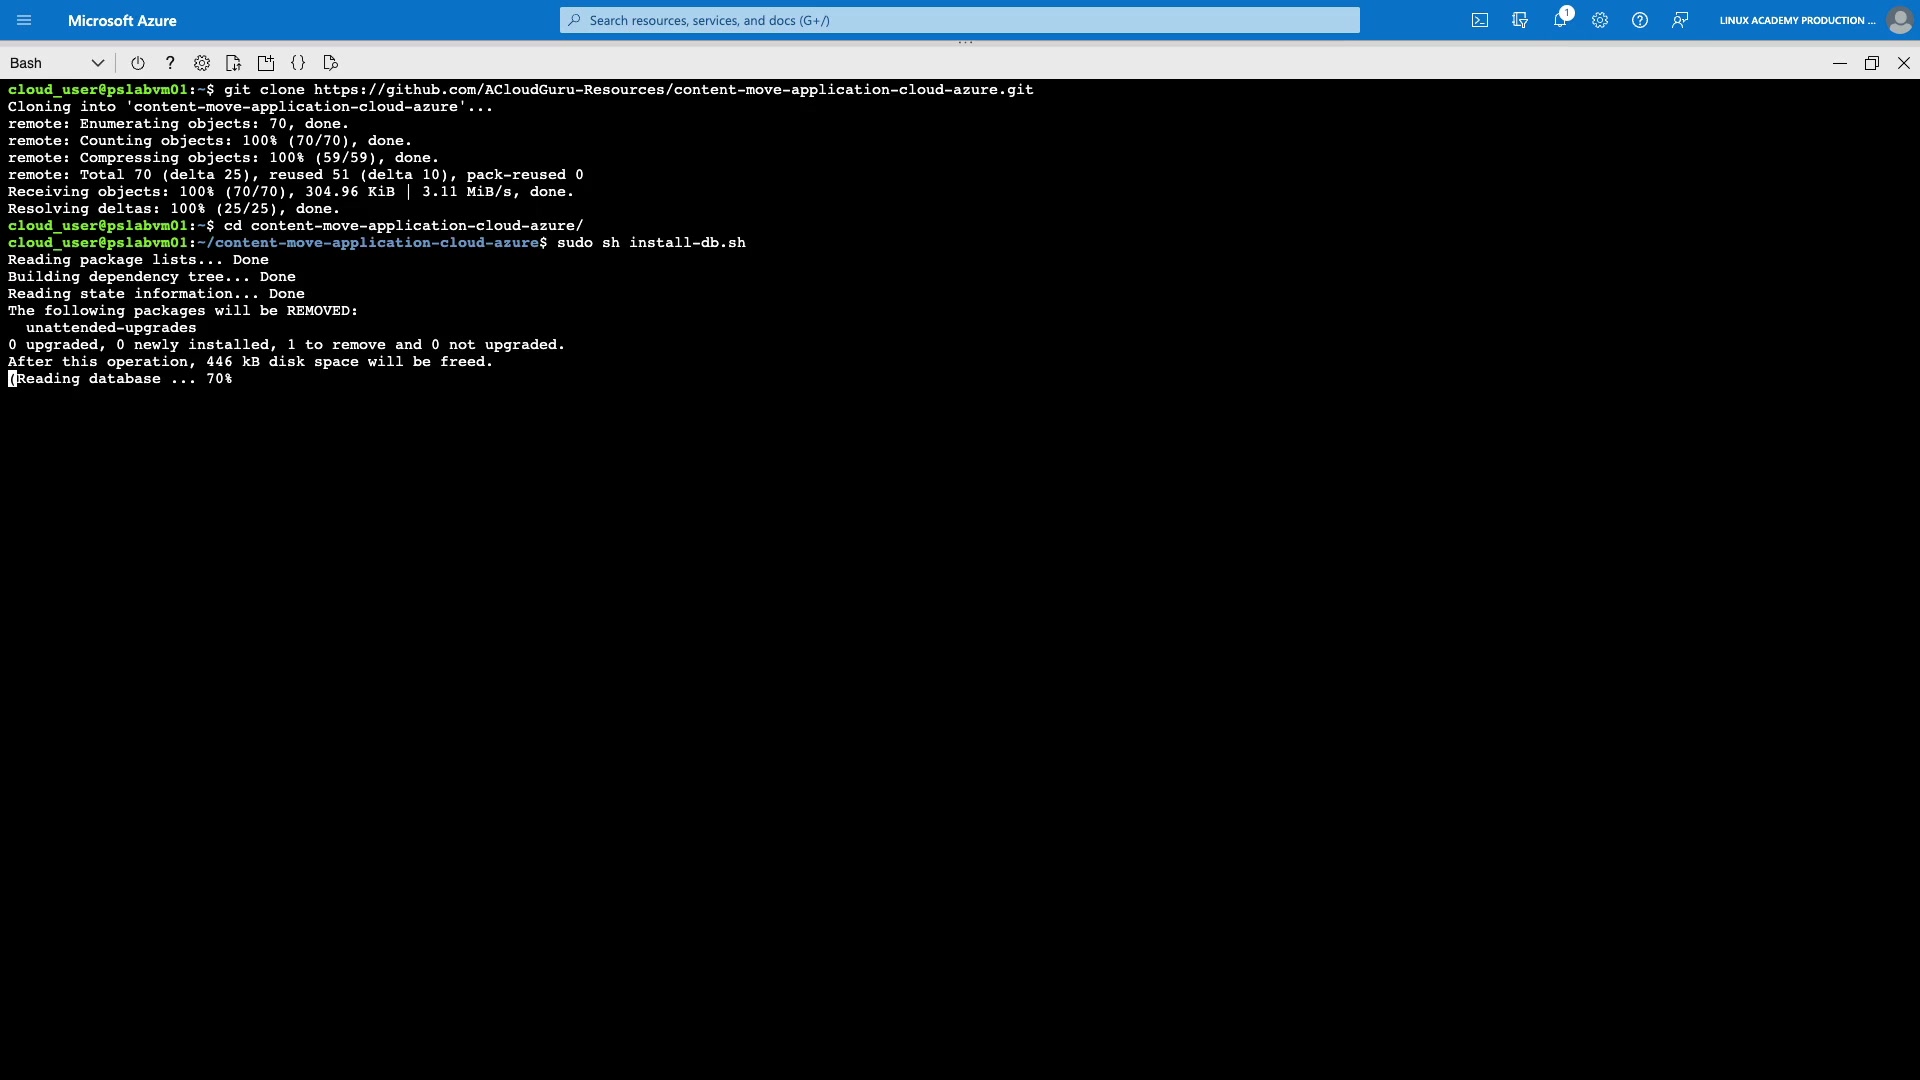 Microsoft Azure
Search resources, services, and docs (G+/)
1
LINUX ACADEMY PRODUCTION ...
Bash
cloud_user@pslabvm01:~$ git clone https://github.com/ACloudGuru-Resources/content-move-application-cloud-azure.git
Cloning into 'content-move-application-cloud-azure'...
remote: Enumerating objects: 70, done.
remote: Counting objects: 100% (70/70), done.
remote: Compressing objects: 100% (59/59), done.
remote: Total 70 (delta 25), reused 51 (delta 10), pack-reused 0
Receiving objects: 100% (70/70), 304.96 KiB | 3.11 MiB/s, done.
Resolving deltas: 100% (25/25), done.
cloud_user@pslabvm01:~$ cd content-move-application-cloud-azure/
cloud_user@pslabvm01:~/content-move-application-cloud-azure$ sudo sh install-db.sh
Reading package lists... Done
Building dependency tree... Done
Reading state information... Done
The following packages will be REMOVED:
  unattended-upgrades
0 upgraded, 0 newly installed, 1 to remove and 0 not upgraded.
After this operation, 446 kB disk space will be freed.
(Reading database ... 70%